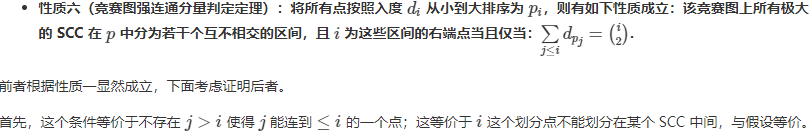 • 性质六（竞赛图强连通分量判定定理）：将所有点按照入度 $d_i$ 从小到大排序为 $p_i$，则有如下性质成立：该竞赛图上所有极大
的 SCC 在 $p$ 中分为若干个互不相交的区间，且 $i$ 为这些区间的右端点当且仅当：$\sum\limits_{j \le i} d_{p_j} = \binom{i}{2}$．
前者根据性质一显然成立，下面考虑证明后者。
首先，这个条件等价于不存在 $j > i$ 使得 $j$ 能连到 $\le i$ 的一个点；这等价于 $i$ 这个划分点不能划分在某个 SCC 中间，与假设等价。